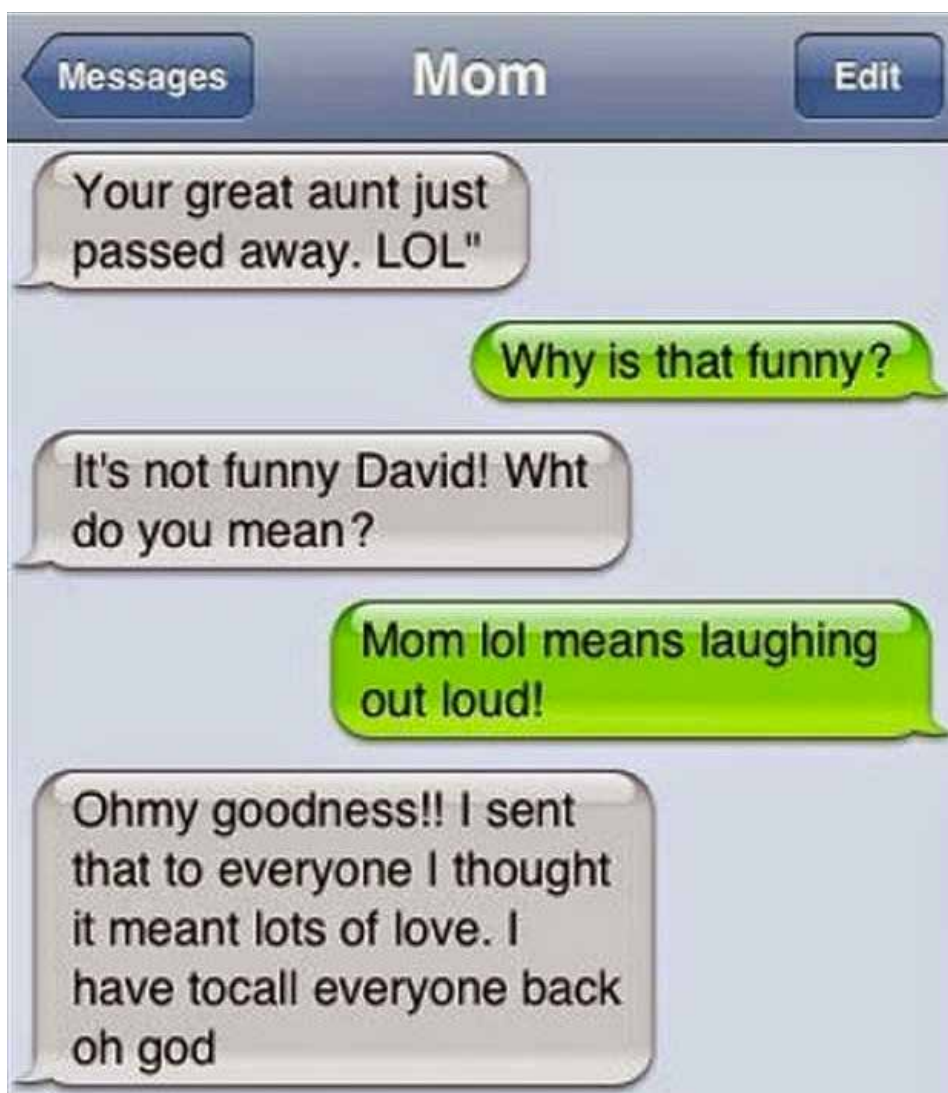 Messages Mom Edit
Your great aunt just
passed away. LOL"
Why is that funny?
It's not funny David! Wht
do you mean?
Mom lol means laughing
out loud!
Ohmy goodness!! I sent
that to everyone I thought
it meant lots of love. I
have tocall everyone back
oh god